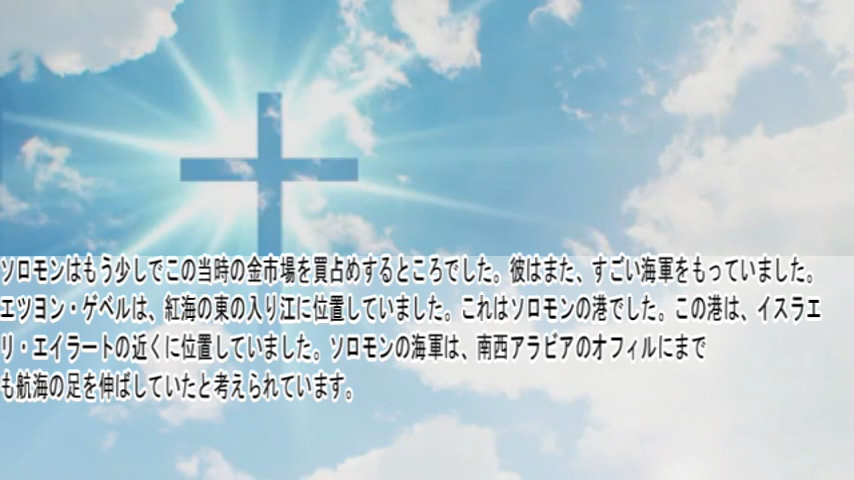 ソロモンはもう少しでこの当時の金市場を買占めするところでした。彼はまた、すごい海軍をもっていました。
エツヨン・ゲベルは、紅海の東の入り江に位置していました。これはソロモンの港でした。この港は、イスラエ
リ・エイラートの近くに位置していました。ソロモンの海軍は、南西アラビアのオフィルにまで
も航海の足を伸ばしていたと考えられています。